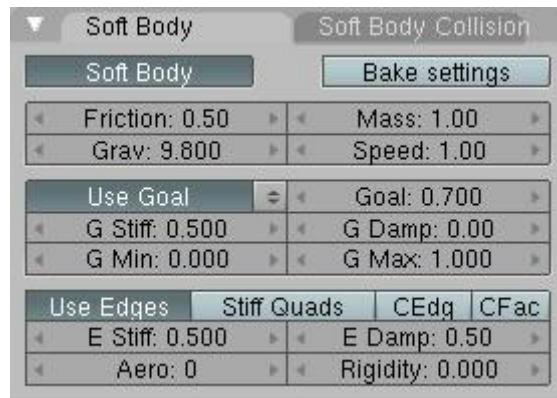 Soft Body Soft Body Collision
Soft Body Bake settings
Friction: 0.50 Mass: 1.00
Grav: 9.800 Speed: 1.00
Use Goal Goal: 0.700
G Stiff: 0.500 G Damp: 0.00
G Min: 0.000 G Max: 1.000
Use Edges Stiff Quads CEdg CFac
E Stiff: 0.500 E Damp: 0.50
Aero: 0 Rigidity: 0.000